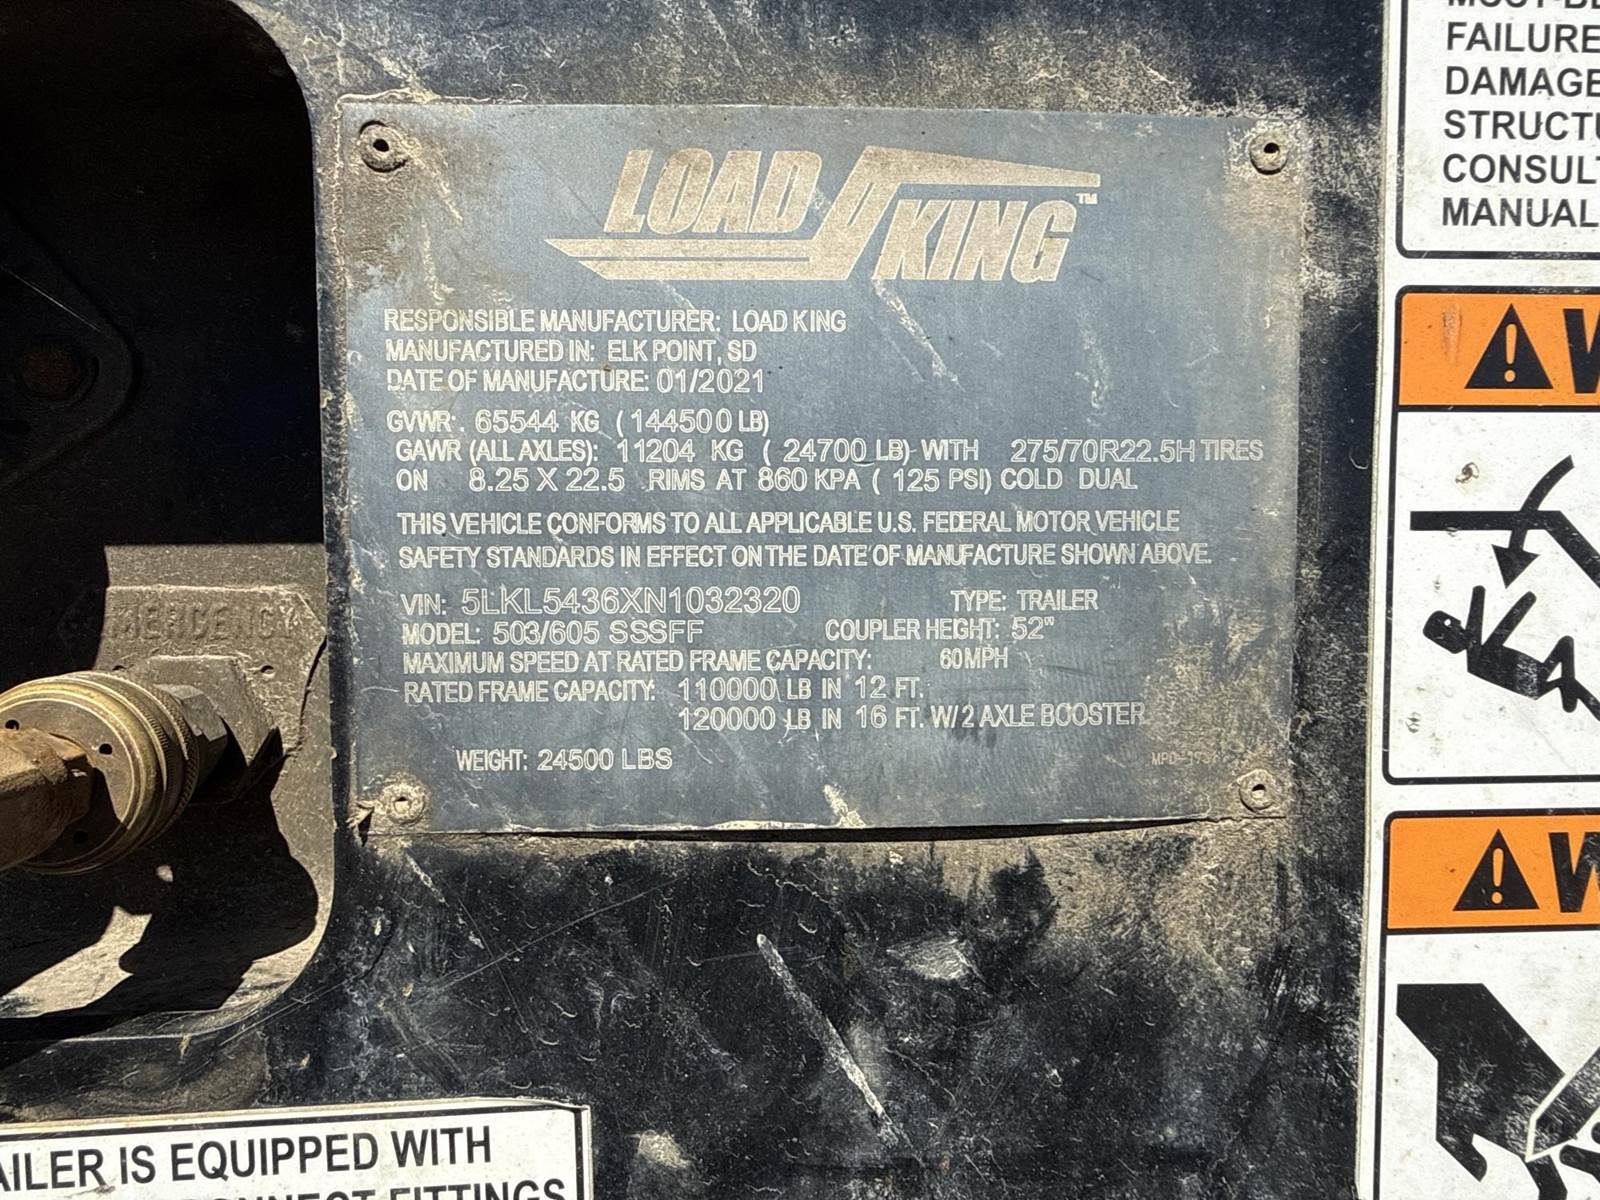 LOAD KING™
RESPONSIBLE MANUFACTURER: LOAD KING
MANUFACTURED IN: ELK POINT, SD
DATE OF MANUFACTURE: 01/2021
GVWR: 65544 KG (144500 LB)
GAWR (ALL AXLES): 11204 KG (24700 LB) WITH 275/70R22.5H TIRES
ON 8.25 X 22.5 RIMS AT 860 KPA (125 PSI) COLD DUAL
THIS VEHICLE CONFORMS TO ALL APPLICABLE U.S. FEDERAL MOTOR VEHICLE
SAFETY STANDARDS IN EFFECT ON THE DATE OF MANUFACTURE SHOWN ABOVE.
VIN: 5LKL5436XN1032320 TYPE: TRAILER
MODEL: 503/605 SSSFF COUPLER HEIGHT: 52"
MAXIMUM SPEED AT RATED FRAME CAPACITY: 60MPH
RATED FRAME CAPACITY: 110000 LB IN 12 FT.
120000 LB IN 16 FT. W/2 AXLE BOOSTER
WEIGHT: 24500 LBS
EMERGENCY
FAILURE
DAMAGE
STRUCTU
CONSULT
MANUAL
W
W
AILER IS EQUIPPED WITH
NNECT FITTINGS